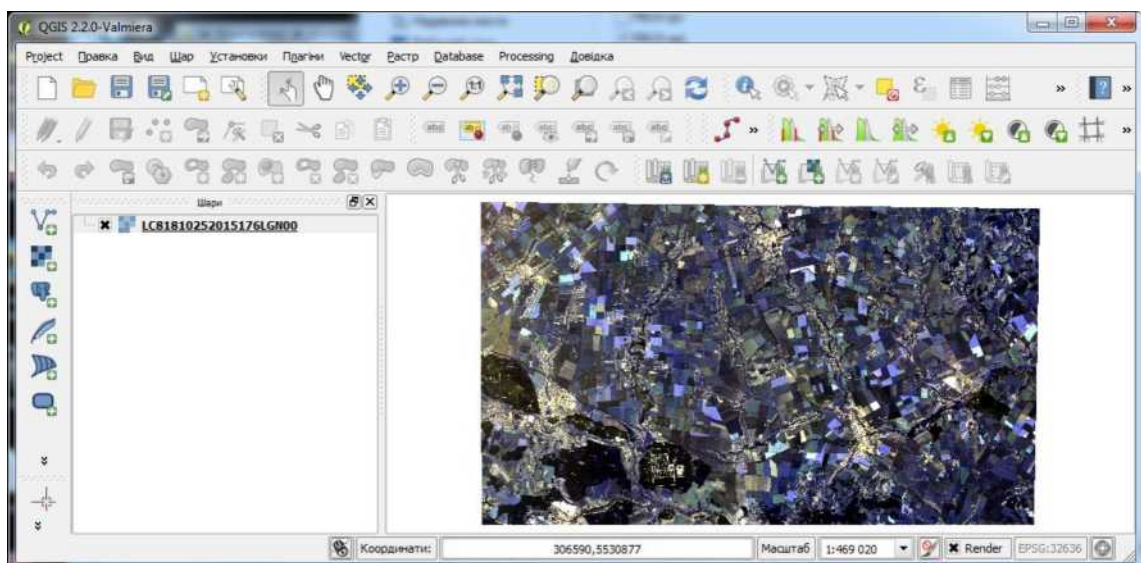 QGIS 2.2.0-Valmiera
Project Правка Вид Шар Установки Плагіни Vector Растр Database Processing Довідка
Шари
LC81810252015176LGN00
Координати: 306590,5530877 Масштаб 1:469 020 Render EPSG:32636